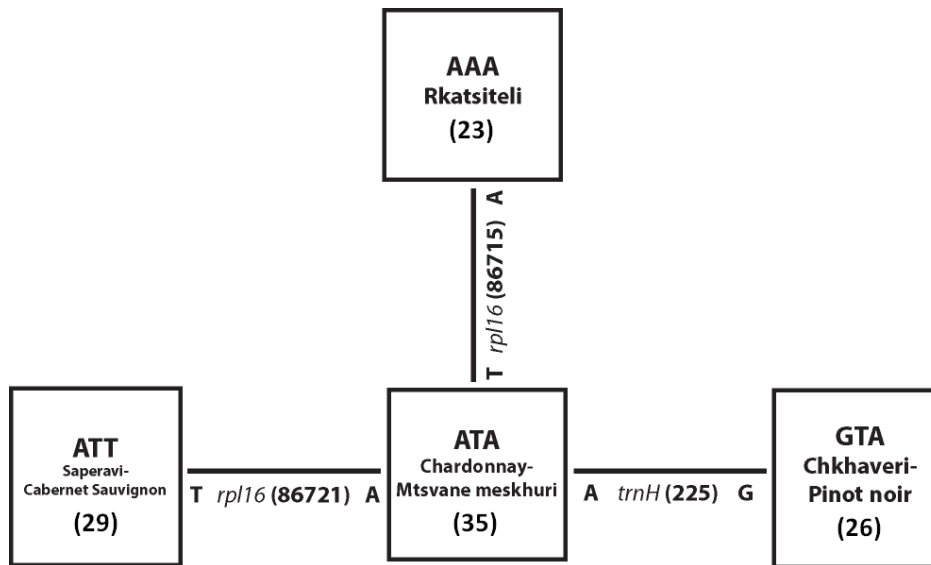 AAA
Rkatsiteli
(23)
T rpl16 (86715) A
ATT
Saperavi-
Cabernet Sauvignon
(29)
T rpl16 (86721) A
ATA
Chardonnay-
Mtsvane meskhuri
(35)
A trnH (225) G
GTA
Chkhaveri-
Pinot noir
(26)